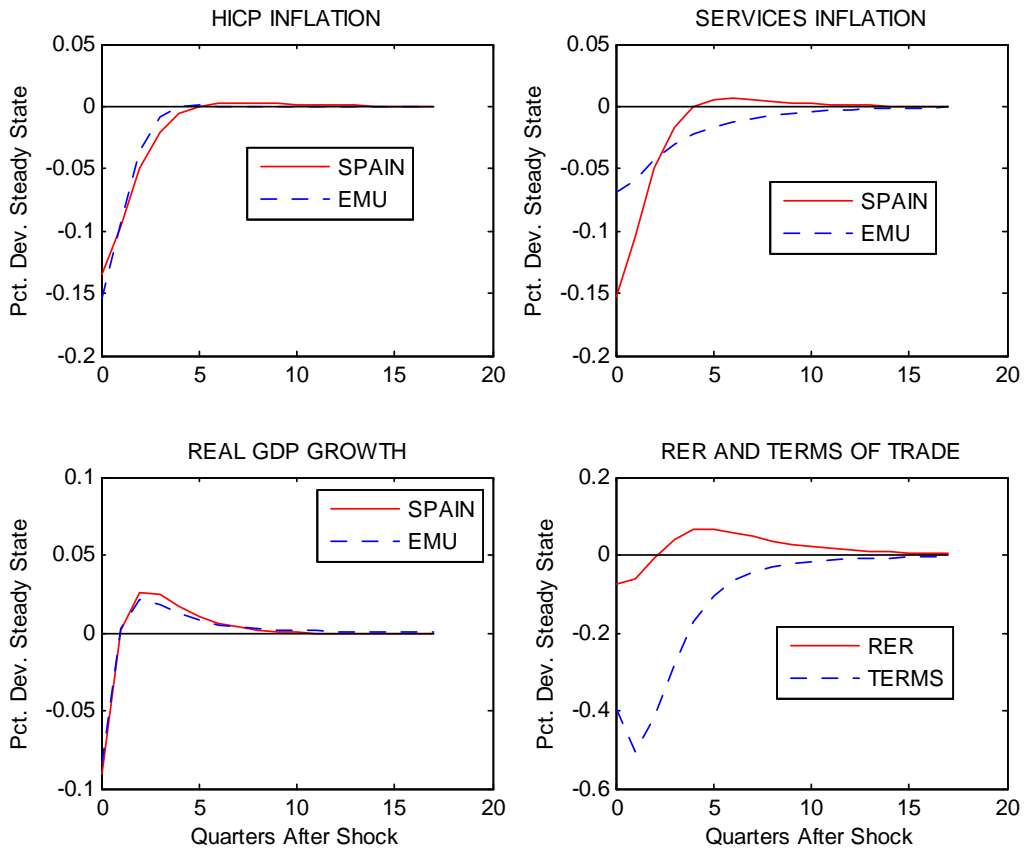 HICP INFLATION
Pct. Dev. Steady State
0.05
0
-0.05
-0.1
-0.15
-0.2
0
5
10
15
20
SPAIN
EMU
SERVICES INFLATION
Pct. Dev. Steady State
0.05
0
-0.05
-0.1
-0.15
-0.2
0
5
10
15
20
SPAIN
EMU
REAL GDP GROWTH
Pct. Dev. Steady State
0.1
0.05
0
-0.05
-0.1
0
5
10
15
20
Quarters After Shock
SPAIN
EMU
RER AND TERMS OF TRADE
Pct. Dev. Steady State
0.2
0
-0.2
-0.4
-0.6
0
5
10
15
20
Quarters After Shock
RER
TERMS